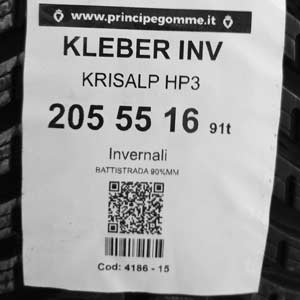 www.principegomme.it
KLEBER INV
KRISALP HP3
205 55 16 91t
Invernali
BATTISTRADA 90%MM
Cod: 4186 - 15